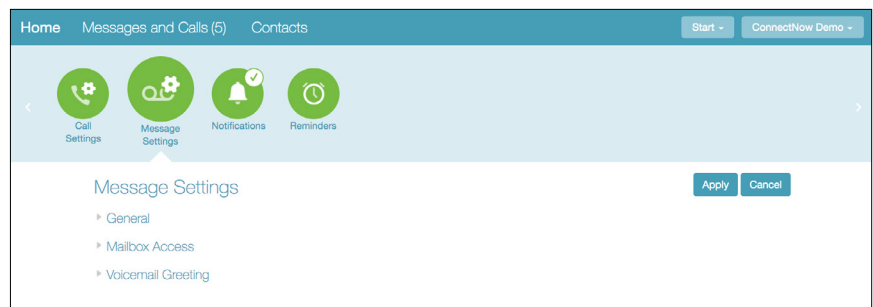 Home Messages and Calls (5) Contacts Start ConnectNow Demo
Call
Settings
Message
Settings
Notifications
Reminders
Message Settings
Apply Cancel
General
Mailbox Access
Voicemail Greeting